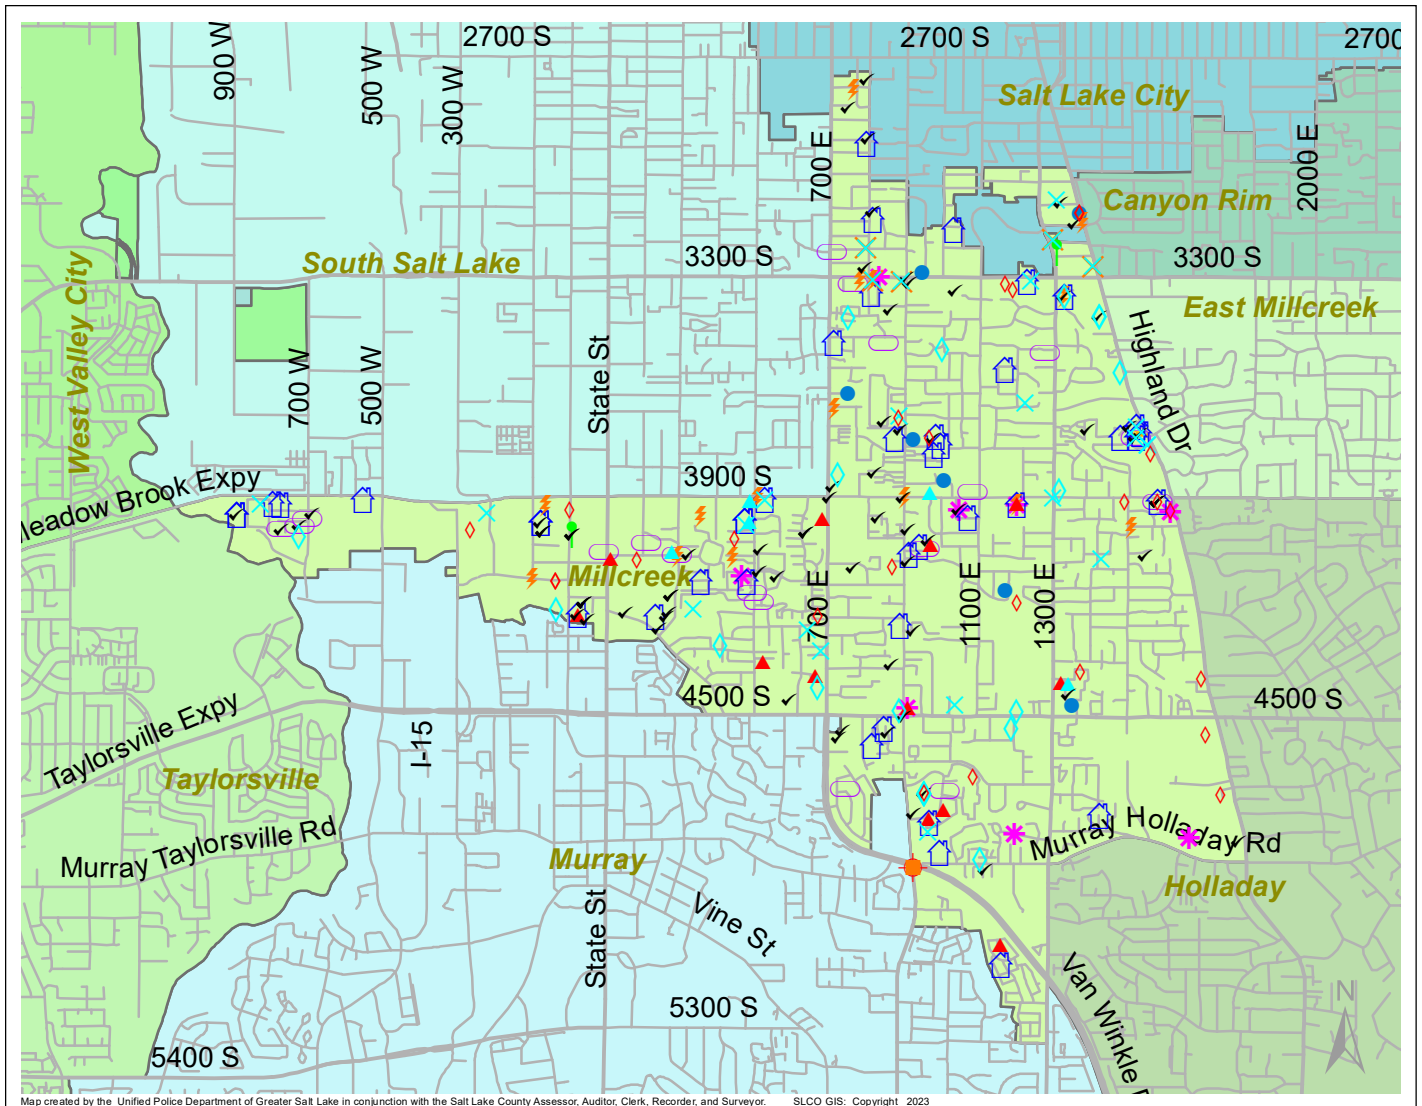 2700 S
2700 S
2700
900 W
500 W
300 W
Salt Lake City
700 E
2000 E
Canyon Rim
South Salt Lake
3300 S
3300 S
West Valley City
East Millcreek
700 W
500 W
State St
Highland Dr
3900 S
Meadow Brook Expy
Millcreek
700 E
1100 E
1300 E
4500 S
4500 S
Taylorsville Expy
I-15
Taylorsville
Murray Taylorsville Rd
Murray
Murray Holladay Rd
Holladay
State St
Vine St
Van Winkle
N
5300 S
5400 S
Map created by the Unified Police Department of Greater Salt Lake in conjunction with the Salt Lake County Assessor, Auditor, Clerk, Recorder, and Surveyor. SLCO GIS: Copyright 2023